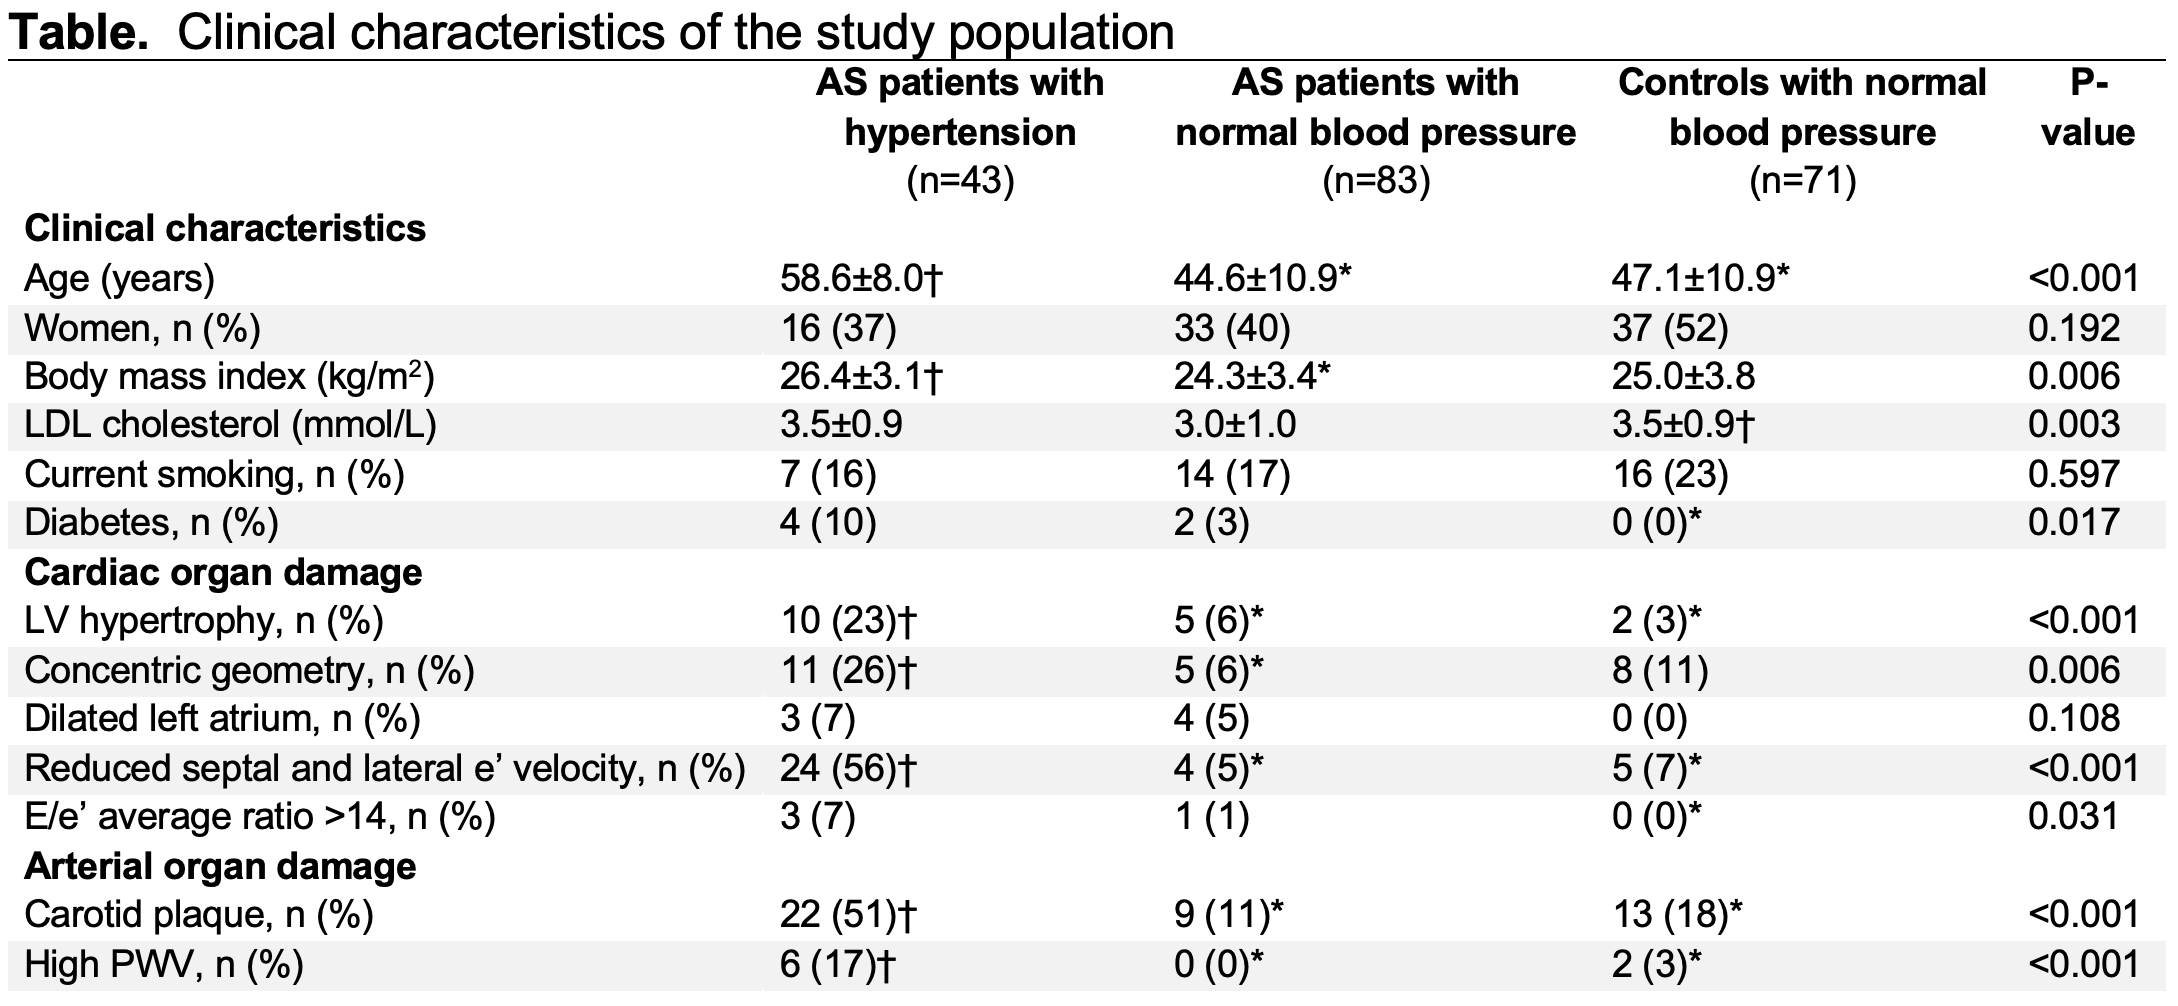 Table. Clinical characteristics of the study population
AS patients with hypertension (n=43) AS patients with normal blood pressure (n=83) Controls with normal blood pressure (n=71) P-value
Clinical characteristics
Age (years) 58.6±8.0† 44.6±10.9* 47.1±10.9* <0.001
Women, n (%) 16 (37) 33 (40) 37 (52) 0.192
Body mass index (kg/m²) 26.4±3.1† 24.3±3.4* 25.0±3.8 0.006
LDL cholesterol (mmol/L) 3.5±0.9 3.0±1.0 3.5±0.9† 0.003
Current smoking, n (%) 7 (16) 14 (17) 16 (23) 0.597
Diabetes, n (%) 4 (10) 2 (3) 0 (0)* 0.017
Cardiac organ damage
LV hypertrophy, n (%) 10 (23)† 5 (6)* 2 (3)* <0.001
Concentric geometry, n (%) 11 (26)† 5 (6)* 8 (11) 0.006
Dilated left atrium, n (%) 3 (7) 4 (5) 0 (0) 0.108
Reduced septal and lateral e’ velocity, n (%) 24 (56)† 4 (5)* 5 (7)* <0.001
E/e’ average ratio >14, n (%) 3 (7) 1 (1) 0 (0)* 0.031
Arterial organ damage
Carotid plaque, n (%) 22 (51)† 9 (11)* 13 (18)* <0.001
High PWV, n (%) 6 (17)† 0 (0)* 2 (3)* <0.001